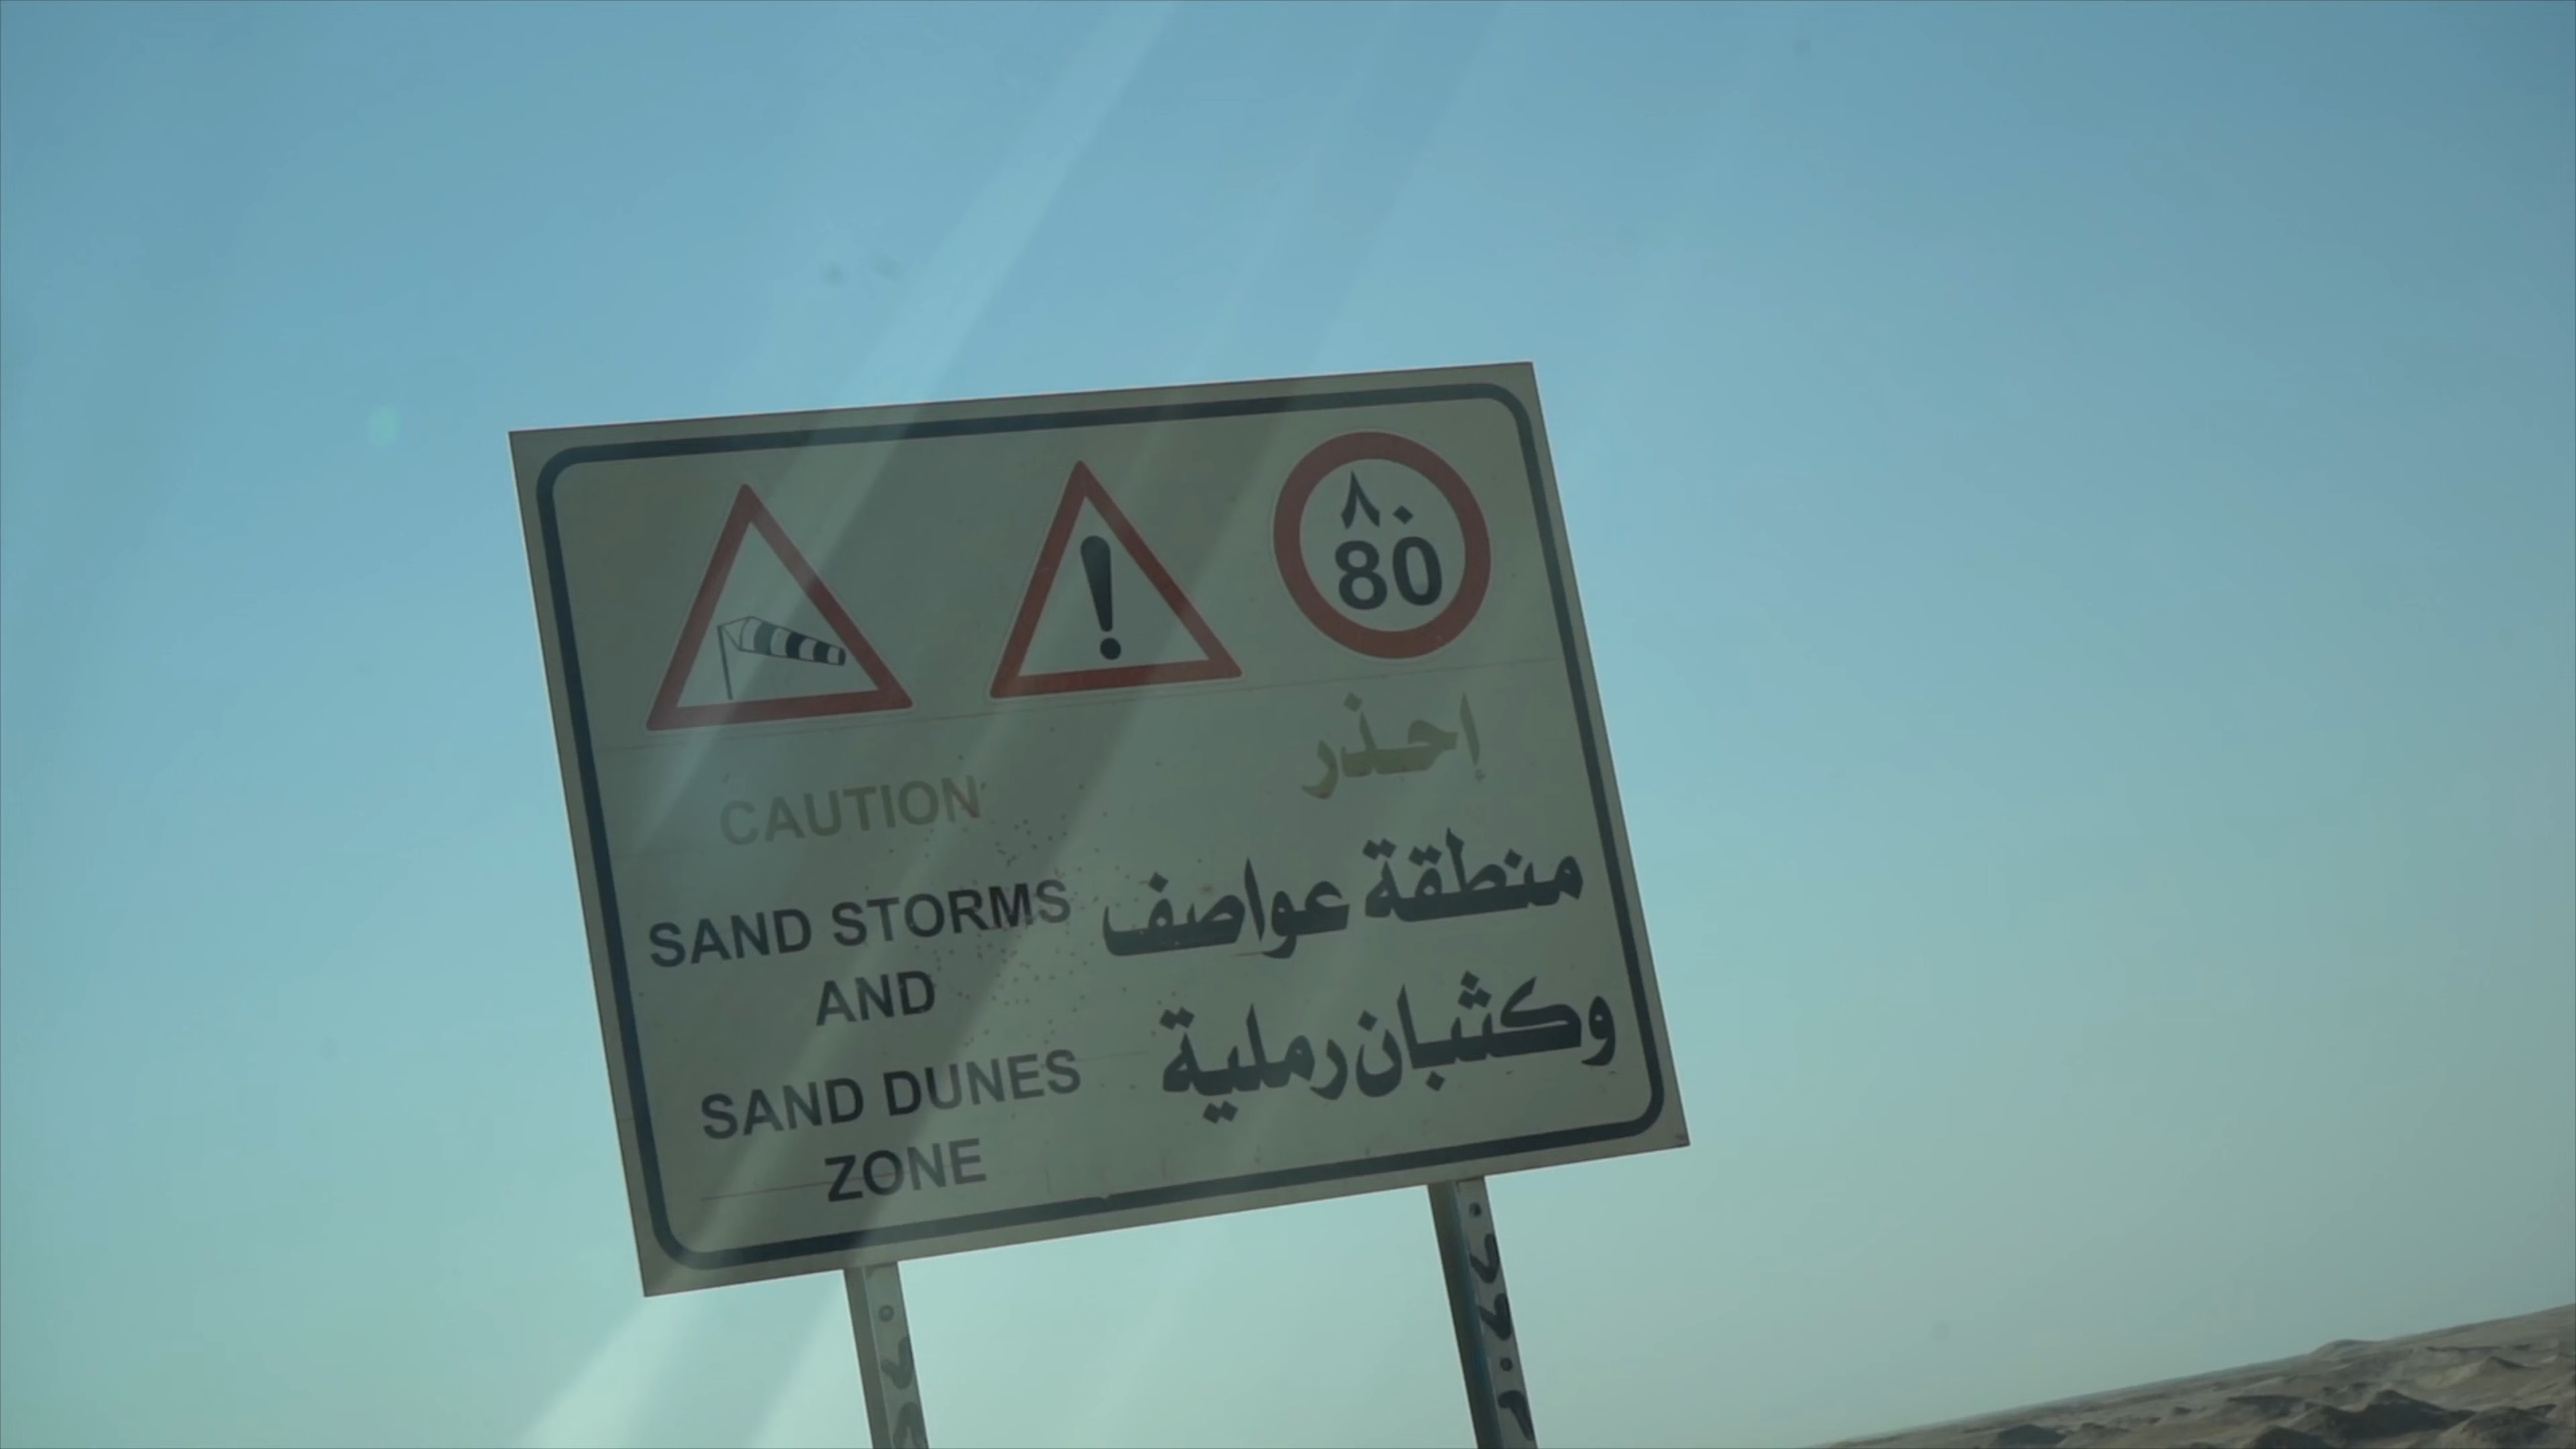 ٨٠
80
إحذر
CAUTION
منطقة عواصف
وكثبان رملية
SAND STORMS
AND
SAND DUNES
ZONE